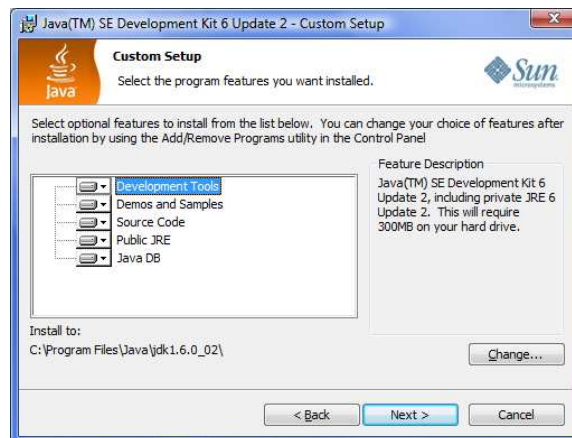 Java(TM) SE Development Kit 6 Update 2 - Custom Setup
Java
Custom Setup
Select the program features you want installed.
Sun
microsystems
Select optional features to install from the list below. You can change your choice of features after
installation by using the Add/Remove Programs utility in the Control Panel
Development Tools
Demos and Samples
Source Code
Public JRE
Java DB
Feature Description
Java(TM) SE Development Kit 6
Update 2, including private JRE 6
Update 2. This will require
300MB on your hard drive.
Install to:
C:\Program Files\Java\jdk1.6.0_02\
Change...
< Back
Next >
Cancel